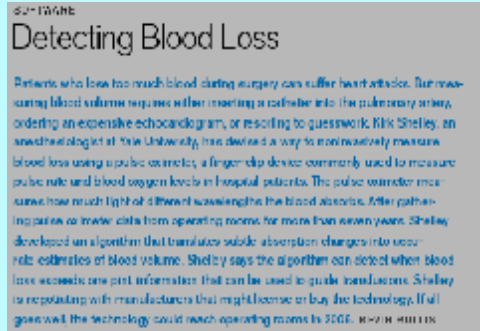 SOFTWARE
Detecting Blood Loss
Patients who lose too much blood during surgery can suffer heart attacks. But mea-
suring blood volume requires either inserting a catheter into the pulmonary artery,
ordering an expensive echocardiogram, or resorting to guesswork. Kirk Shelley, an
anesthesiologist at Yale University, has devised a way to noninvasively measure
blood loss using a pulse oximeter, a finger-clip device commonly used to measure
pulse rate and blood oxygen levels in hospital patients. The pulse oximeter mea-
sures how much light of different wavelengths the blood absorbs. After gather-
ing pulse oximeter data from operating rooms for more than seven years, Shelley
developed an algorithm that translates subtle absorption changes into accu-
rate estimates of blood volume. Shelley says the algorithm can detect when blood
loss exceeds one pint, information that can be used to guide transfusions. Shelley
is negotiating with manufacturers that might license or buy the technology. If all
goes well, the technology could reach operating rooms in 2006. KEVIN BULLIS